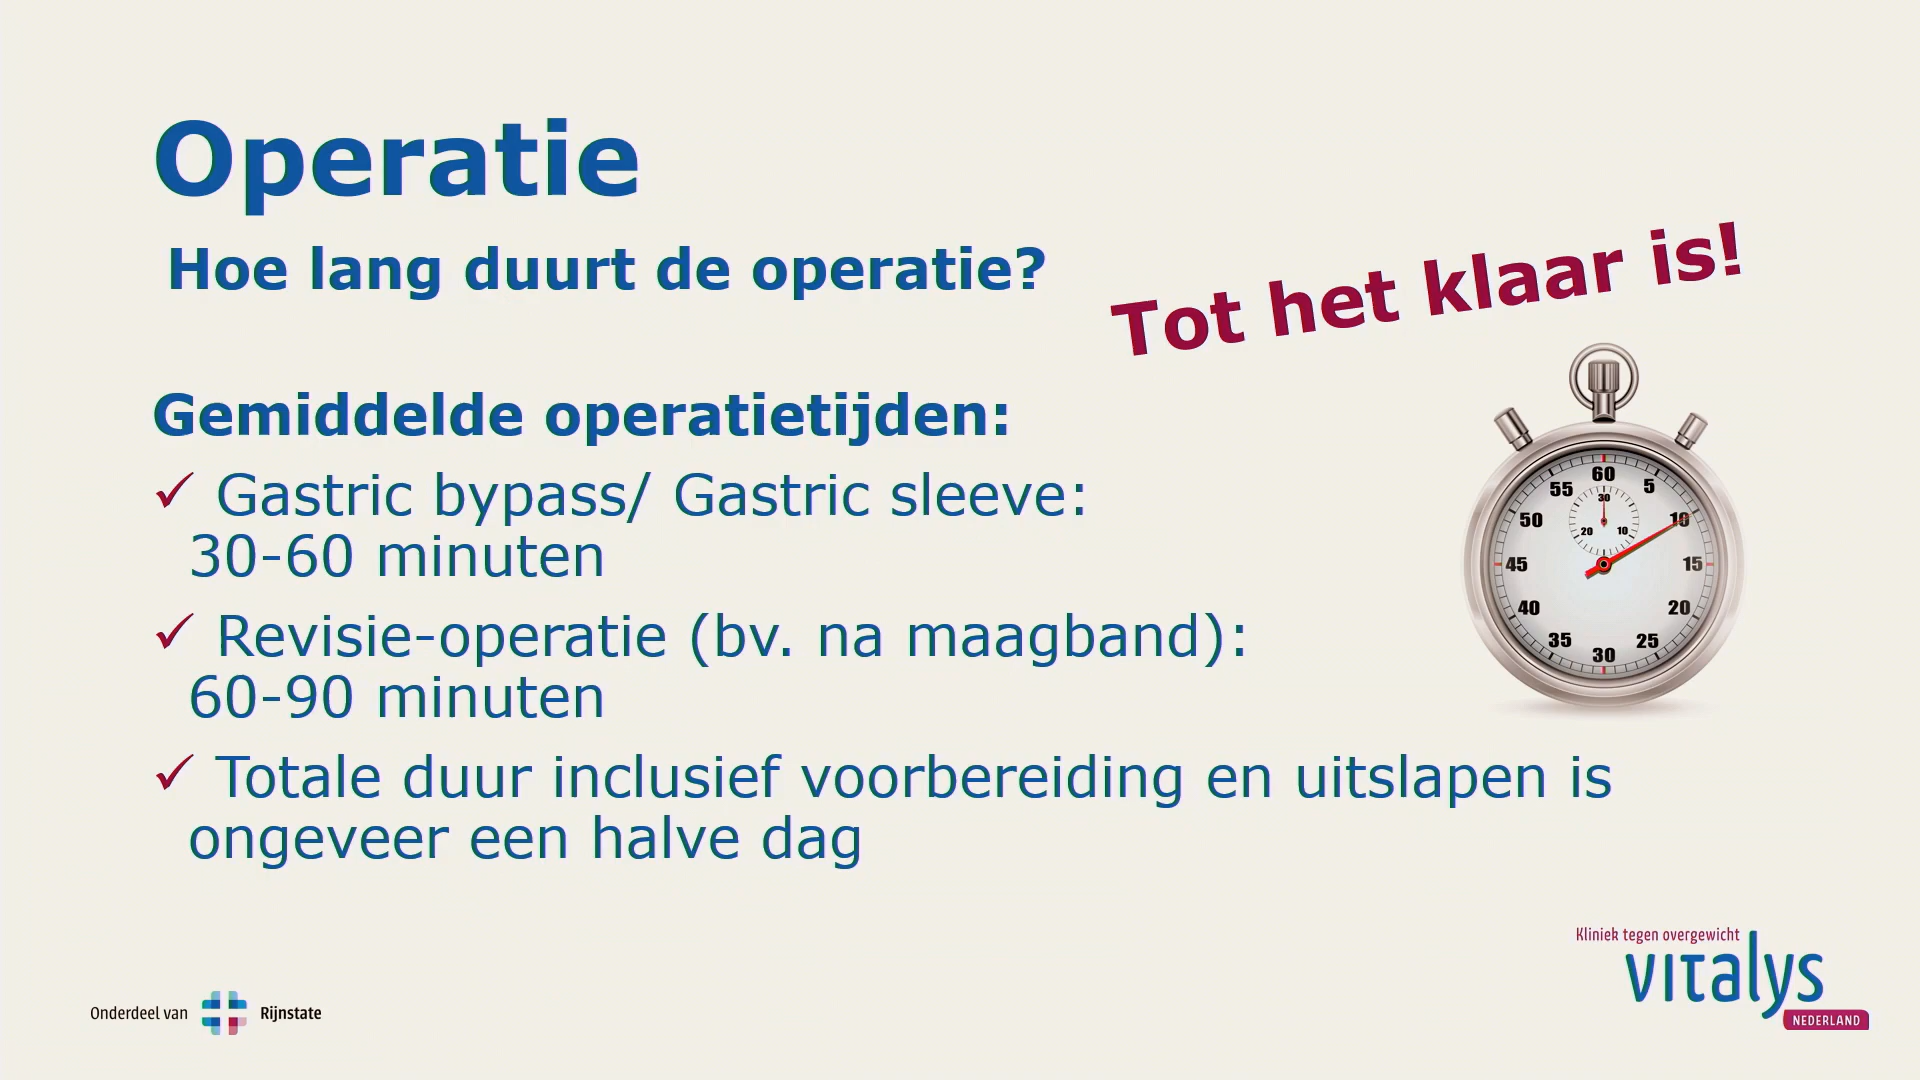 Operatie
Hoe lang duurt de operatie?
Tot het klaar is!
Gemiddelde operatietijden:
✓ Gastric bypass/ Gastric sleeve:
30-60 minuten
✓ Revisie-operatie (bv. na maagband):
60-90 minuten
✓ Totale duur inclusief voorbereiding en uitslapen is
ongeveer een halve dag
60
55 5
50 10
45 15
40 20
35 25
30
30
20 10
Kliniek tegen overgewicht
vitalys
NEDERLAND
Onderdeel van Rijnstate